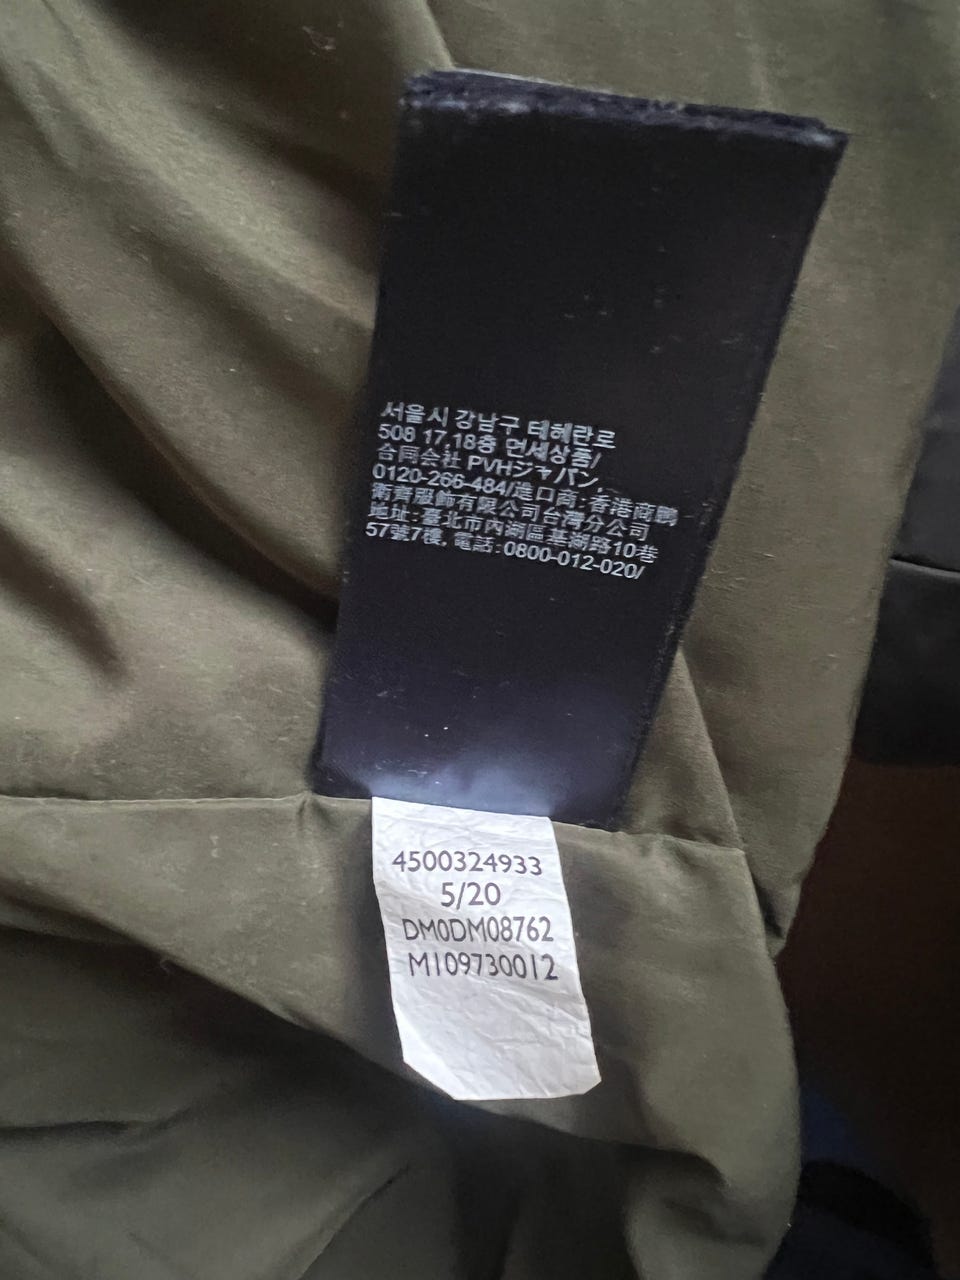 서울시 강남구 테헤란로
508 17,18층 연세상품/
合同会社 PVHジャパン
0120-266-484/進口商:香港商鵬
衛齊服飾有限公司台灣分公司
地址:臺北市內湖區基湖路10巷
57號7樓, 電話:0800-012-020/
4500324933
5/20
DM0DM08762
M109730012